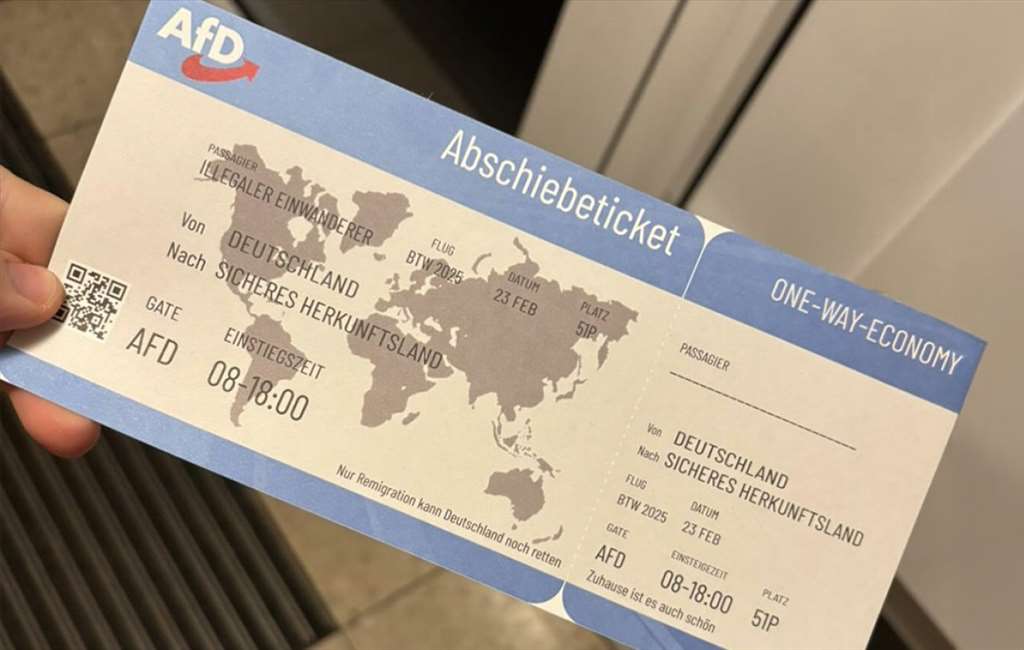 AfD
Abschiebeticket
PASSAGIER
ILLEGALER EINWANDERER
Von DEUTSCHLAND
Nach SICHERES HERKUNFTSLAND
FLUG
BTW 2025
DATUM
23 FEB
PLATZ
51P
GATE
AFD
EINSTIEGSZEIT
08-18:00
Nur Remigration kann Deutschland noch retten
ONE-WAY-ECONOMY
PASSAGIER
Von DEUTSCHLAND
Nach SICHERES HERKUNFTSLAND
FLUG
BTW 2025
DATUM
23 FEB
GATE
AFD
EINSTEIGEZEIT
08-18:00
PLATZ
51P
Zuhause ist es auch schön